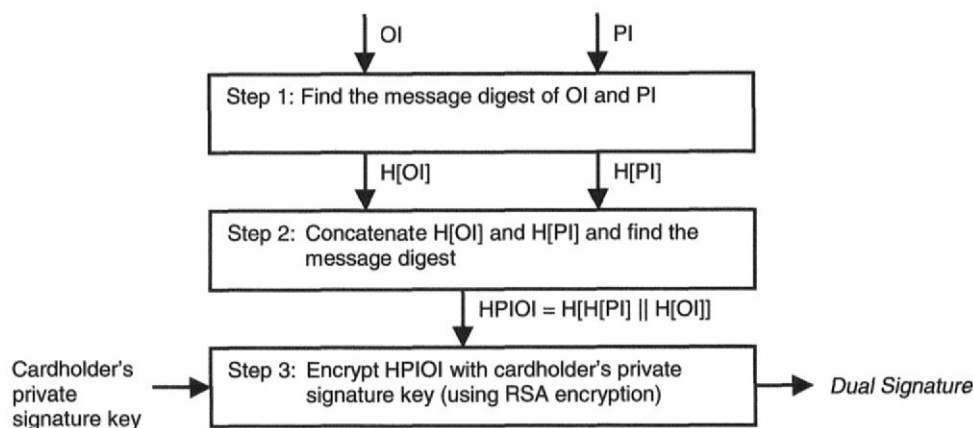 OI
PI
Step 1: Find the message digest of OI and PI
H[OI]
H[PI]
Step 2: Concatenate H[OI] and H[PI] and find the
message digest
HPIOI = H[H[PI] || H[OI]]
Cardholder's
private
signature key
Step 3: Encrypt HPIOI with cardholder's private
signature key (using RSA encryption)
Dual Signature